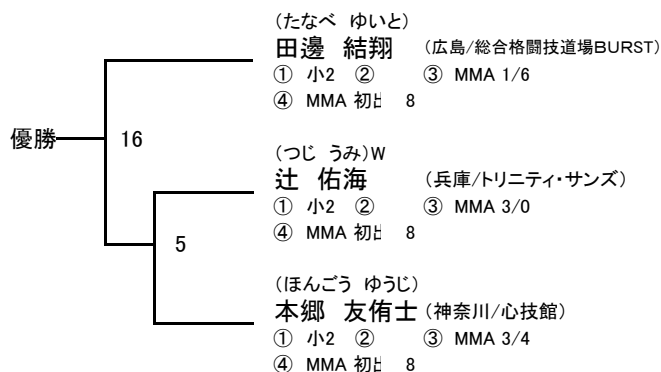 (たなべ ゆいと)
田邊 結翔 (広島/総合格闘技道場BURST)
① 小2 ② ③ MMA 1/6
④ MMA 初出 8
優勝
16
(つじ うみ)W
辻 佑海 (兵庫/トリニティ・サンズ)
① 小2 ② ③ MMA 3/0
④ MMA 初出 8
5
(ほんごう ゆうじ)
本郷 友侑士 (神奈川/心技館)
① 小2 ② ③ MMA 3/4
④ MMA 初出 8